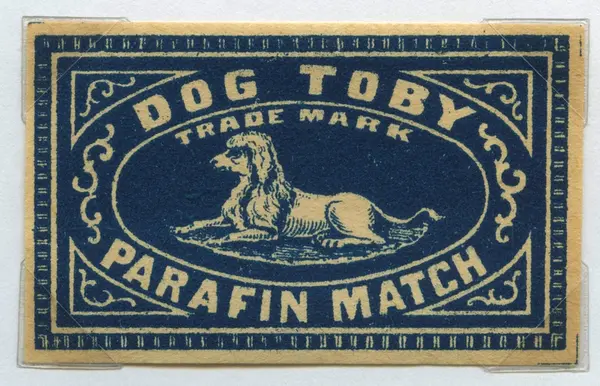 DOG TOBY
TRADE MARK
PARAFIN MATCH